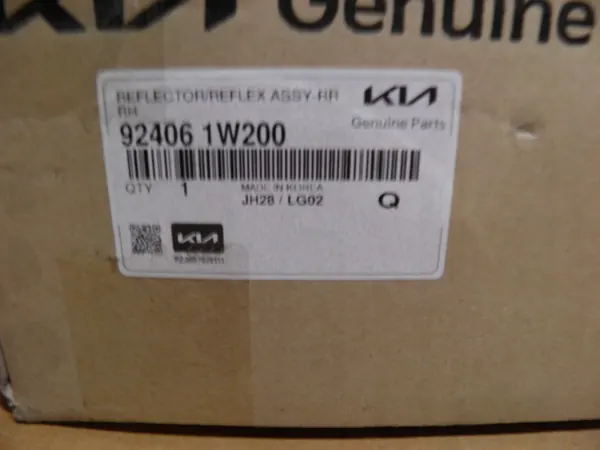 KIA Genuine
REFLECTOR/REFLEX ASSY-RR
RH
KIA
Genuine Parts
92406 1W200
QTY 1
MADE IN KOREA
JH28 / LG02
Q
KIA